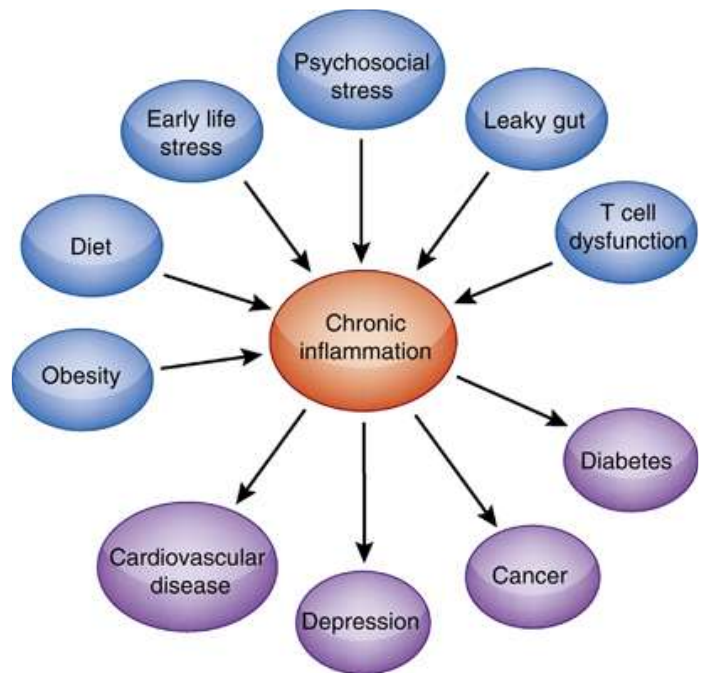 Psychosocial
stress
Early life
stress
Leaky gut
T cell
dysfunction
Diet
Chronic
inflammation
Obesity
Diabetes
Cardiovascular
disease
Cancer
Depression